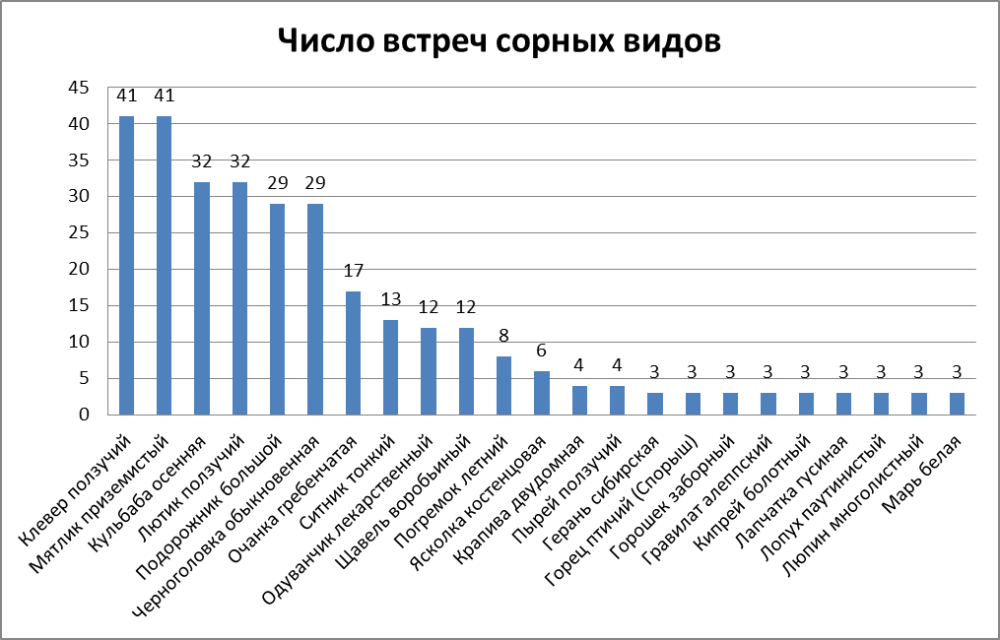 Число встреч сорных видов
45
40
35
30
25
20
15
10
5
0
41
41
32
32
29
29
17
13
12
12
8
6
4
4
3
3
3
3
3
3
3
3
3
Клевер ползучий
Мятлик приземистый
Кульбаба осенняя
Лютик ползучий
Подорожник большой
Черноголовка обыкновенная
Очанка гребенчатая
Ситник тонкий
Одуванчик лекарственный
Щавель воробьиный
Погремок летний
Ясколка костенцовая
Крапива двудомная
Пырей ползучий
Герань сибирская
Горец птичий (Спорыш)
Горошек заборный
Гравилат алеппский
Кипрей болотный
Лапчатка гусиная
Лопух паутинистый
Люпин многолистный
Марь белая